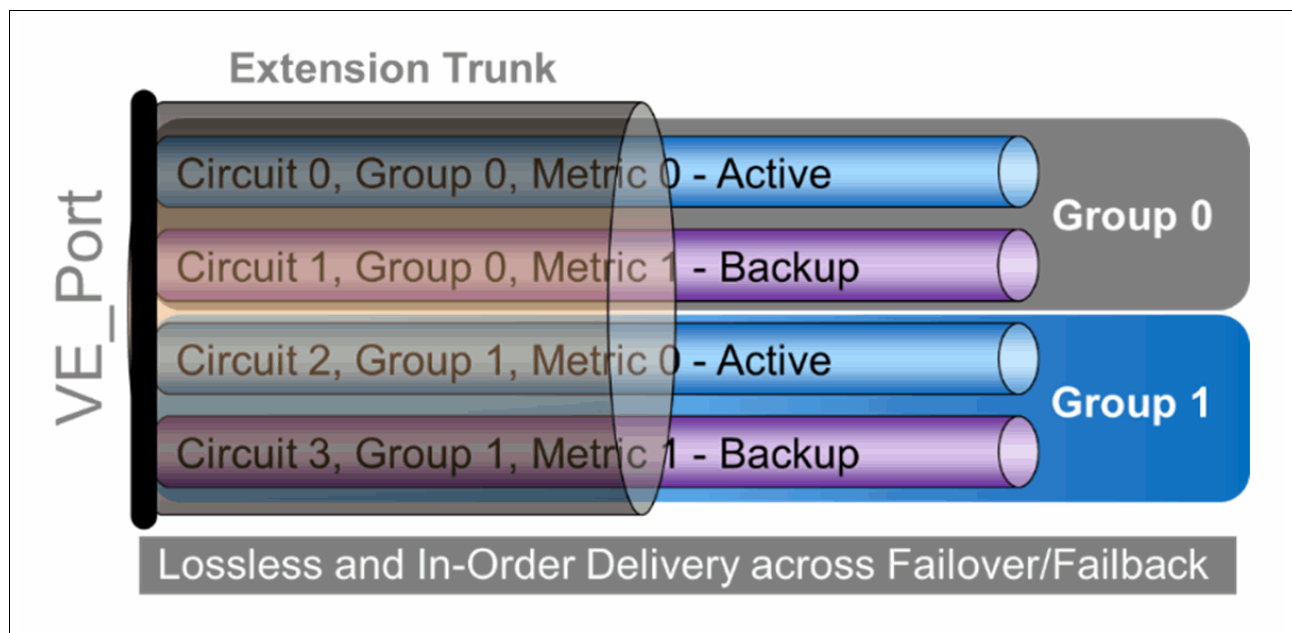 Extension Trunk
VE_Port
Circuit 0, Group 0, Metric 0 - Active
Circuit 1, Group 0, Metric 1 - Backup
Group 0
Circuit 2, Group 1, Metric 0 - Active
Circuit 3, Group 1, Metric 1 - Backup
Group 1
Lossless and In-Order Delivery across Failover/Failback